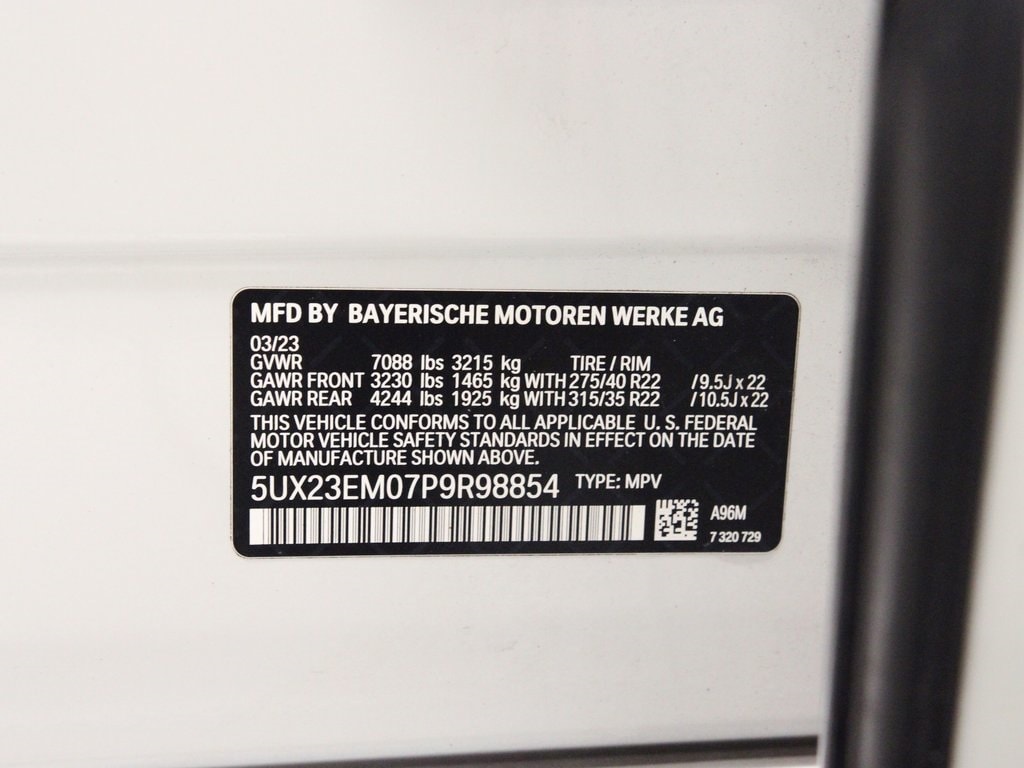 MFD BY BAYERISCHE MOTOREN WERKE AG
03/23
GVWR 7088 lbs 3215 kg TIRE / RIM
GAWR FRONT 3230 lbs 1465 kg WITH 275/40 R22 / 9.5J x 22
GAWR REAR 4244 lbs 1925 kg WITH 315/35 R22 / 10.5J x 22
THIS VEHICLE CONFORMS TO ALL APPLICABLE U. S. FEDERAL
MOTOR VEHICLE SAFETY STANDARDS IN EFFECT ON THE DATE
OF MANUFACTURE SHOWN ABOVE.
5UX23EM07P9R98854 TYPE: MPV
A96M
7 320 729